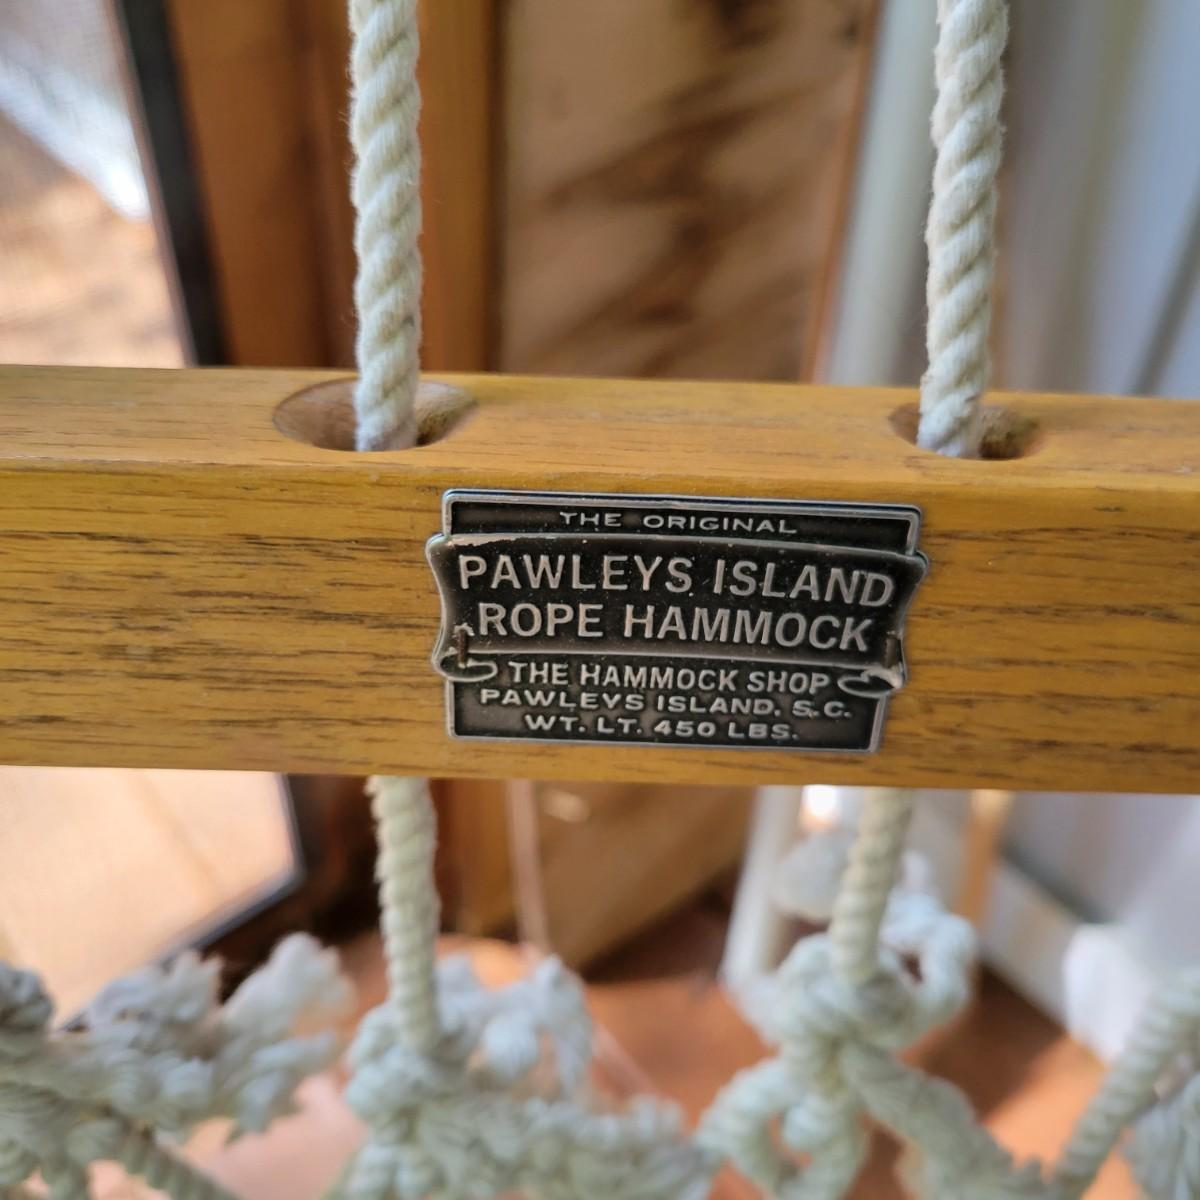 THE ORIGINAL
PAWLEYS ISLAND
ROPE HAMMOCK
THE HAMMOCK SHOP
PAWLEYS ISLAND, S.C.
WT. LT. 450 LBS.